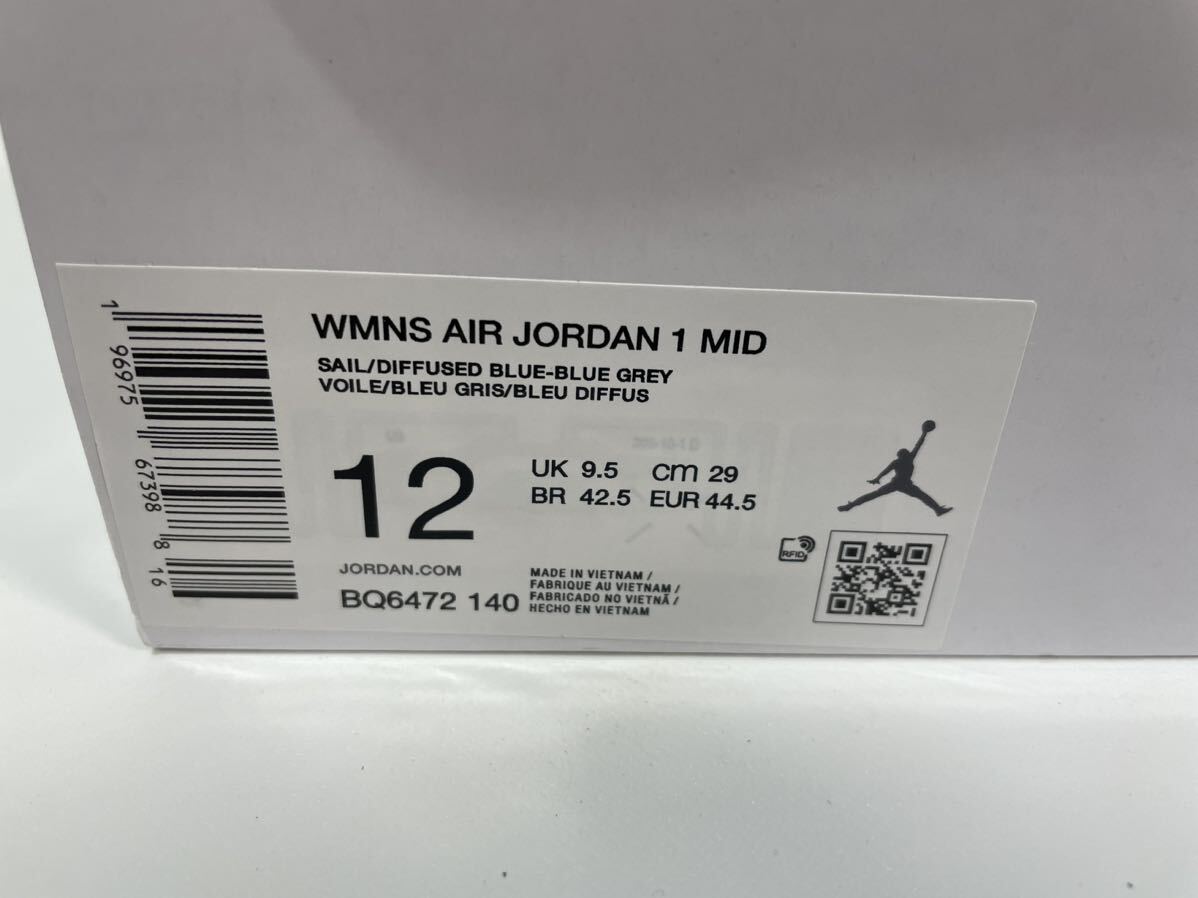 WMNS AIR JORDAN 1 MID
SAIL/DIFFUSED BLUE-BLUE GREY
VOILE/BLEU GRIS/BLEU DIFFUS
12
UK 9.5 cm 29
BR 42.5 EUR 44.5
JORDAN.COM
BQ6472 140
MADE IN VIETNAM /
FABRIQUE AU VIETNAM /
FABRICADO NO VIETNÃ /
HECHO EN VIETNAM
RFID
1 96975 67398 8 16